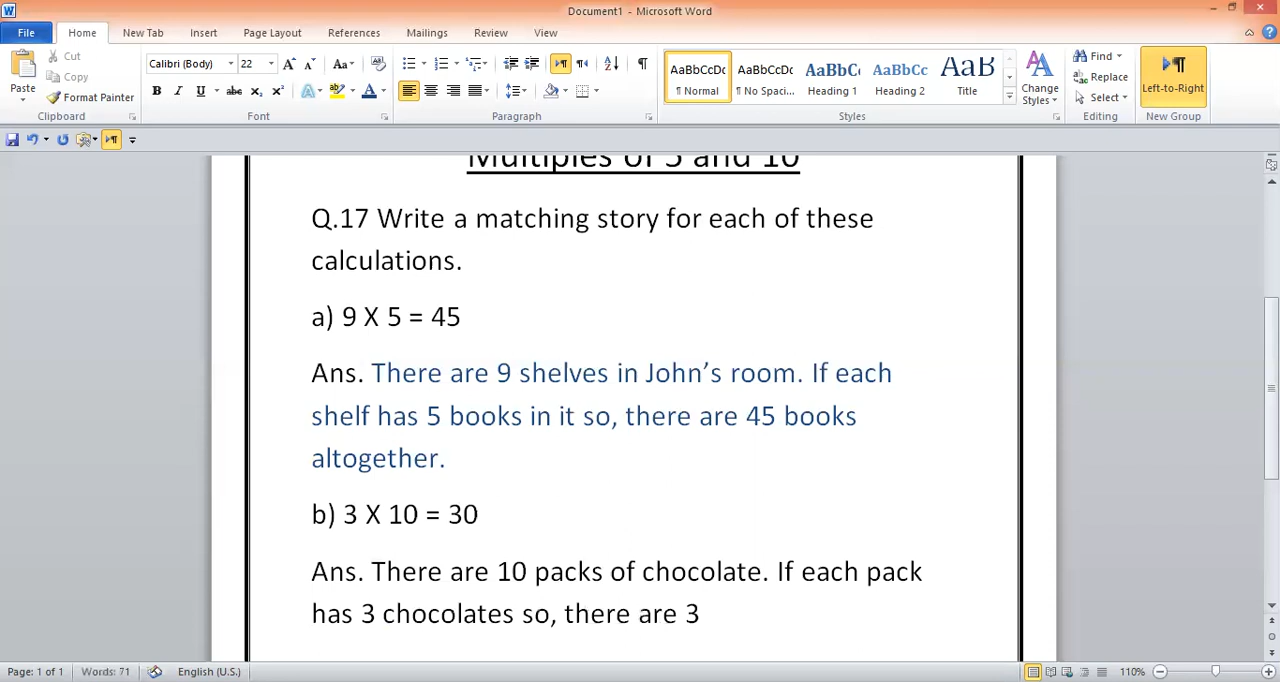 Document1 - Microsoft Word
File Home New Tab Insert Page Layout References Mailings Review View
Paste Cut Copy Format Painter Clipboard
Calibri (Body) 22 Font
Paragraph
AaBbCcDc ¶ Normal AaBbCcDc ¶ No Spaci... AaBbCc Heading 1 AaBbCc Heading 2 AaB Title Change Styles Styles
Find Replace Select Editing
Left-to-Right New Group
Multiples of 5 and 10
Q.17 Write a matching story for each of these
calculations.
a) 9 X 5 = 45
Ans. There are 9 shelves in John’s room. If each
shelf has 5 books in it so, there are 45 books
altogether.
b) 3 X 10 = 30
Ans. There are 10 packs of chocolate. If each pack
has 3 chocolates so, there are 3
Page: 1 of 1 Words: 71 English (U.S.) 110%